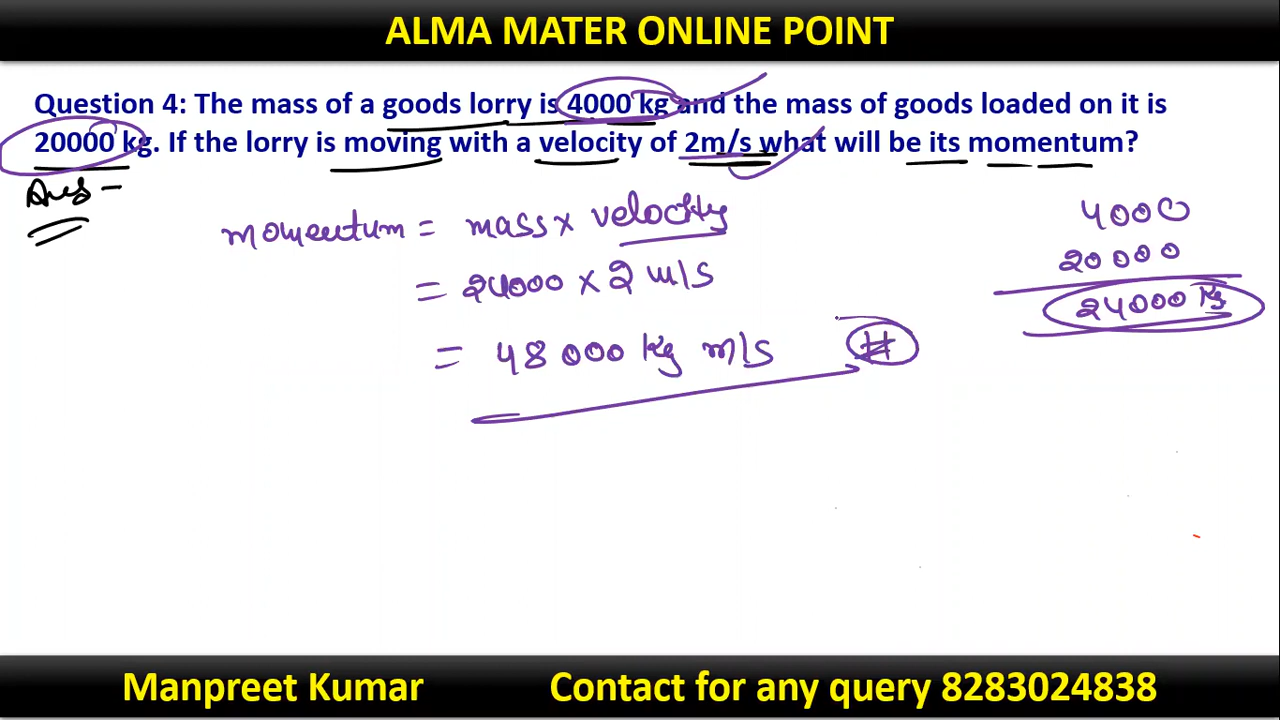 ALMA MATER ONLINE POINT
Question 4: The mass of a goods lorry is 4000 kg and the mass of goods loaded on it is
20000 kg. If the lorry is moving with a velocity of 2m/s what will be its momentum?
Ans -
momentum = mass x velocity
= 24000 x 2 m/s
= 48000 kg m/s #
4000
20000
24000 Kg
Manpreet Kumar Contact for any query 8283024838